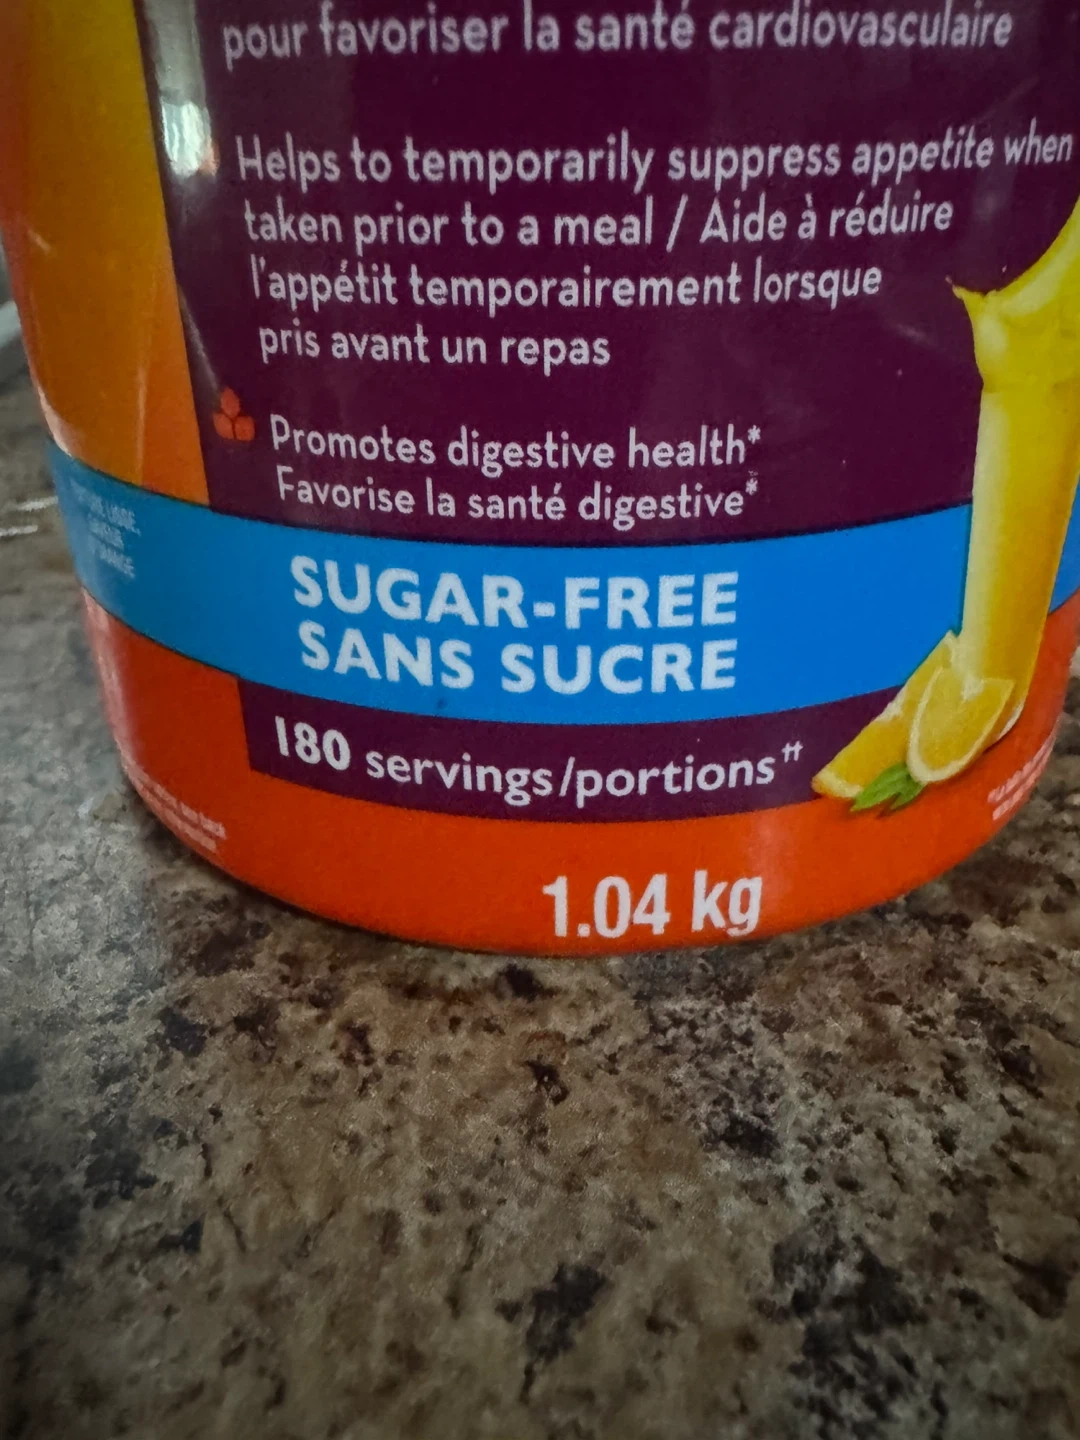 pour favoriser la santé cardiovasculaire
Helps to temporarily suppress appetite when
taken prior to a meal / Aide à réduire
l'appétit temporairement lorsque
pris avant un repas
Promotes digestive health*
Favorise la santé digestive*
SUGAR-FREE
SANS SUCRE
180 servings/portions††
1.04 kg